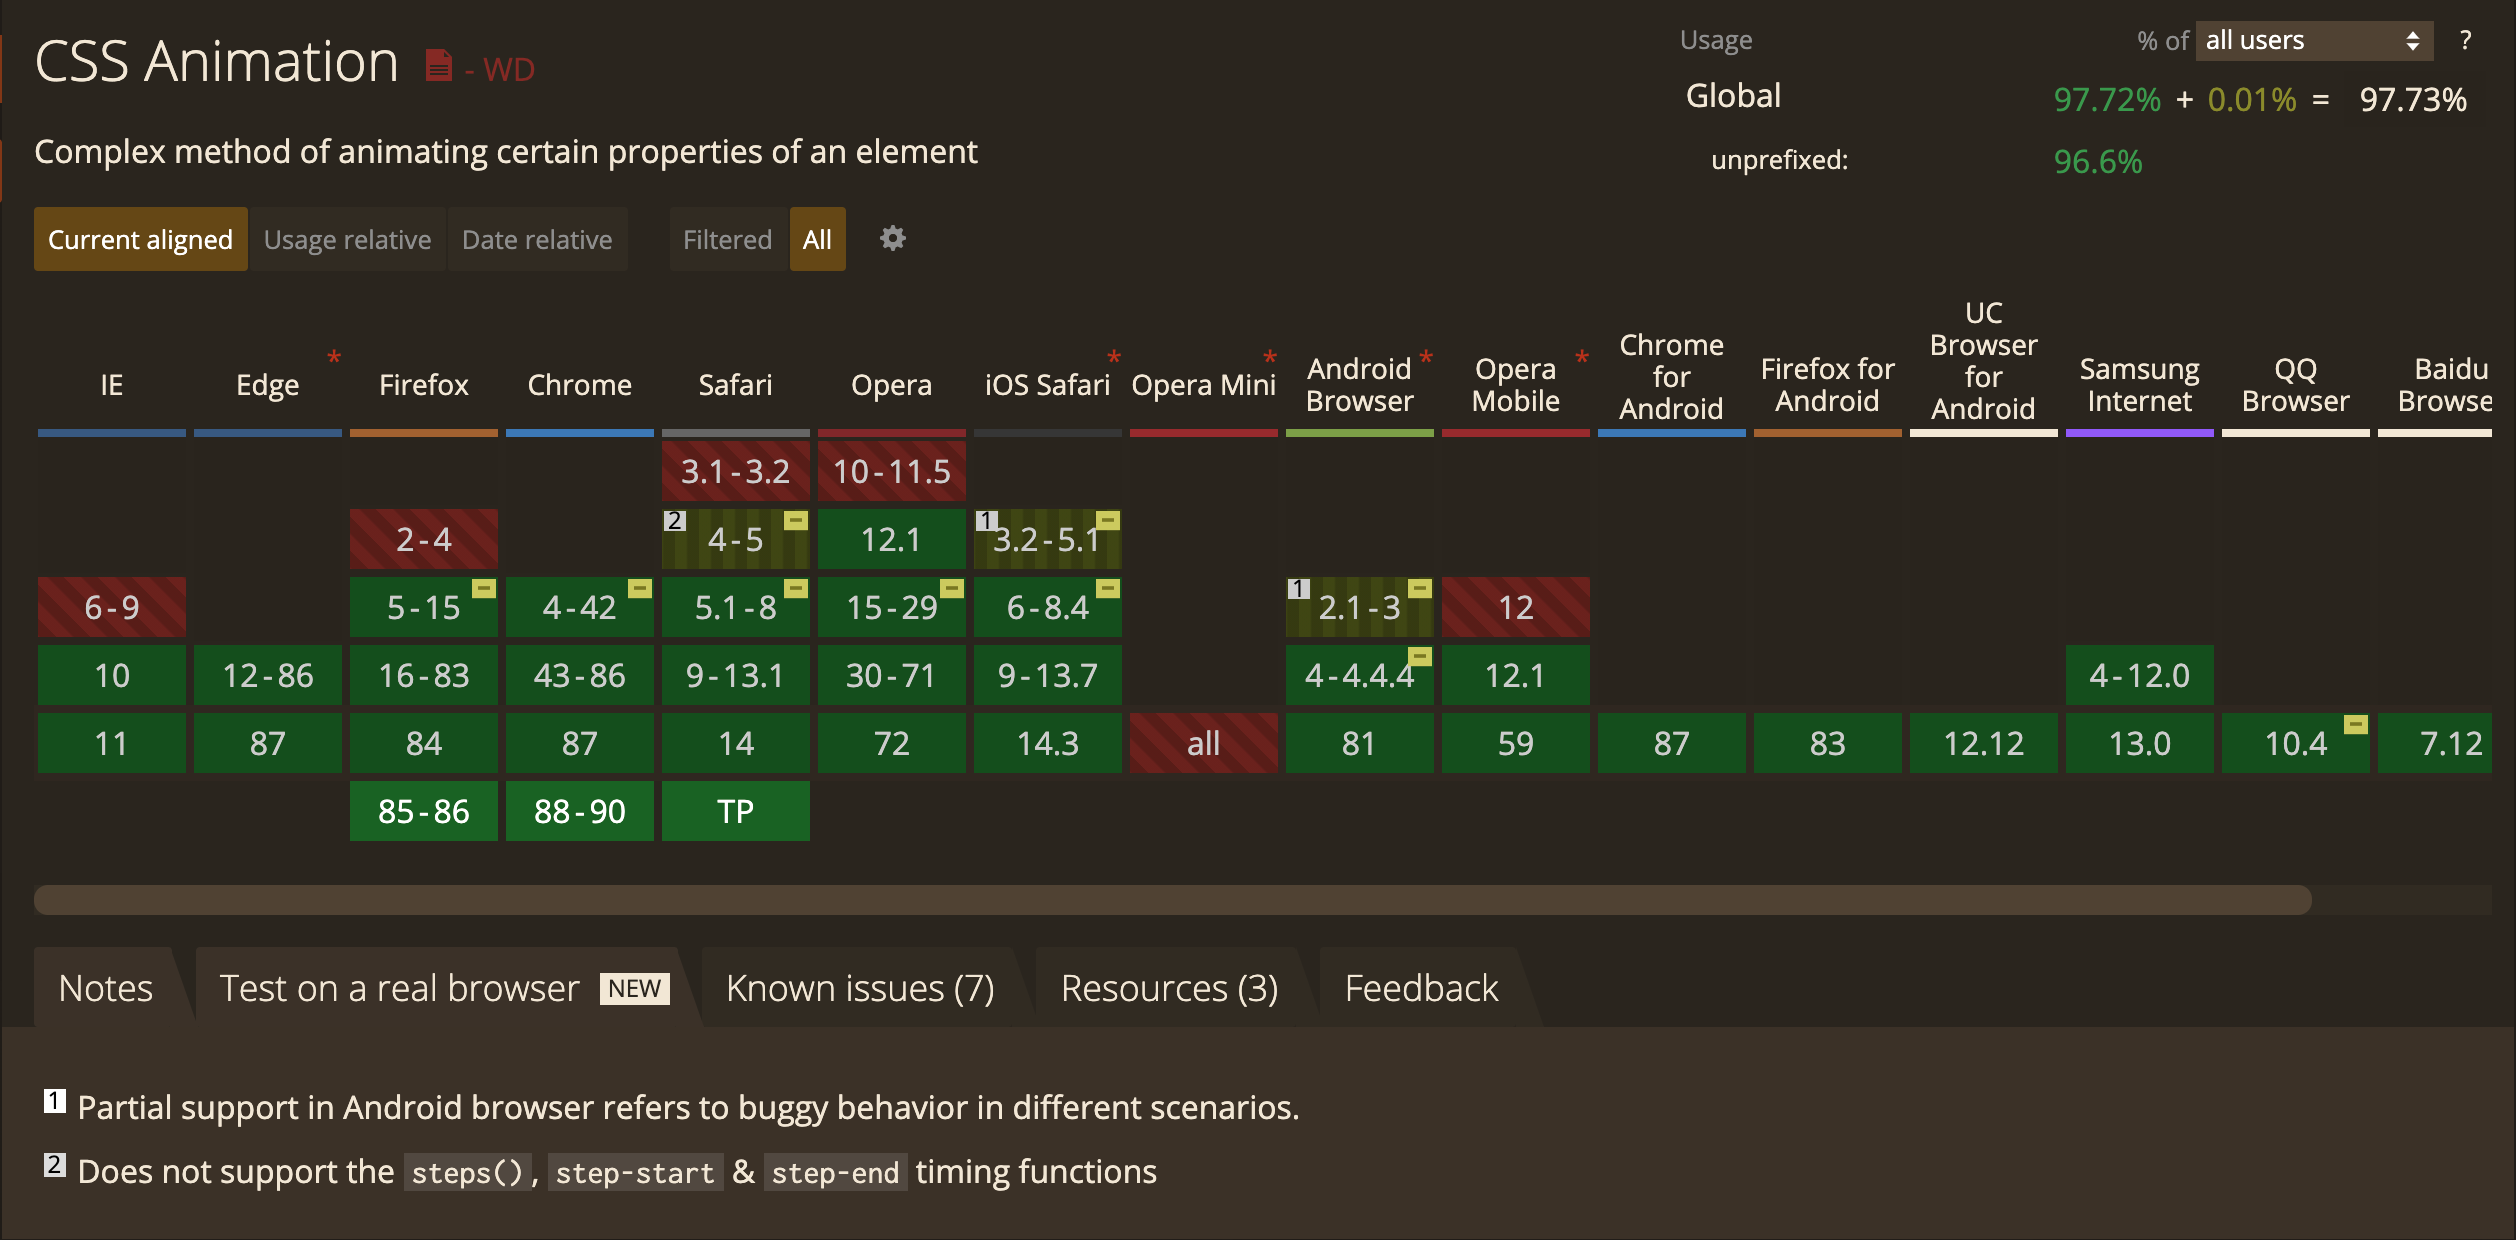 CSS Animation - WD
Usage % of all users ?
Global 97.72% + 0.01% = 97.73%
Complex method of animating certain properties of an element
unprefixed: 96.6%
Current aligned Usage relative Date relative Filtered All
IE Edge * Firefox Chrome Safari Opera iOS Safari * Opera Mini * Android Browser * Opera Mobile * Chrome for Android Firefox for Android UC Browser for Android Samsung Internet QQ Browser Baidu Browse
3.1-3.2 10-11.5
2-4 2 4-5 - 12.1 1 3.2-5.1 -
6-9 5-15 - 4-42 - 5.1-8 - 15-29 - 6-8.4 - 1 2.1-3 - 12
10 12-86 16-83 43-86 9-13.1 30-71 9-13.7 4-4.4.4 - 12.1 4-12.0
11 87 84 87 14 72 14.3 all 81 59 87 83 12.12 13.0 10.4 - 7.12
85-86 88-90 TP
Notes Test on a real browser NEW Known issues (7) Resources (3) Feedback
1 Partial support in Android browser refers to buggy behavior in different scenarios.
2 Does not support the steps(), step-start & step-end timing functions